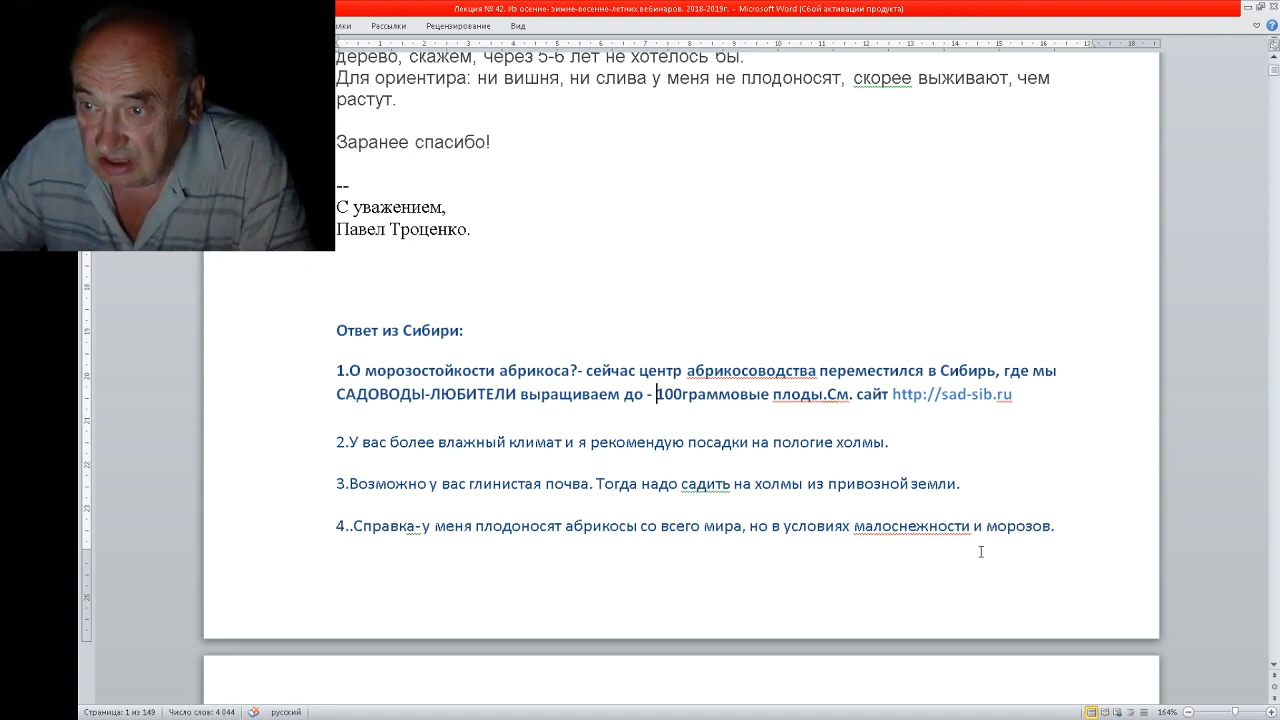 Лекция № 42. Из осенне- зимне-весенне-летних вебинаров. 2018-2019г. - Microsoft Word (Сбой активации продукта)
Рассылки Рецензирование Вид
дерево, скажем, через 5-6 лет не хотелось бы.
Для ориентира: ни вишня, ни слива у меня не плодоносят, скорее выживают, чем
растут.
Заранее спасибо!
--
С уважением,
Павел Троценко.
Ответ из Сибири:
1.О морозостойкости абрикоса?- сейчас центр абрикосоводства переместился в Сибирь, где мы
САДОВОДЫ-ЛЮБИТЕЛИ выращиваем до - 100граммовые плоды.См. сайт http://sad-sib.ru
2.У вас более влажный климат и я рекомендую посадки на пологие холмы.
3.Возможно у вас глинистая почва. Тогда надо садить на холмы из привозной земли.
4..Справка-у меня плодоносят абрикосы со всего мира, но в условиях малоснежности и морозов.
Страница: 1 из 149 Число слов: 4 044 русский 164%